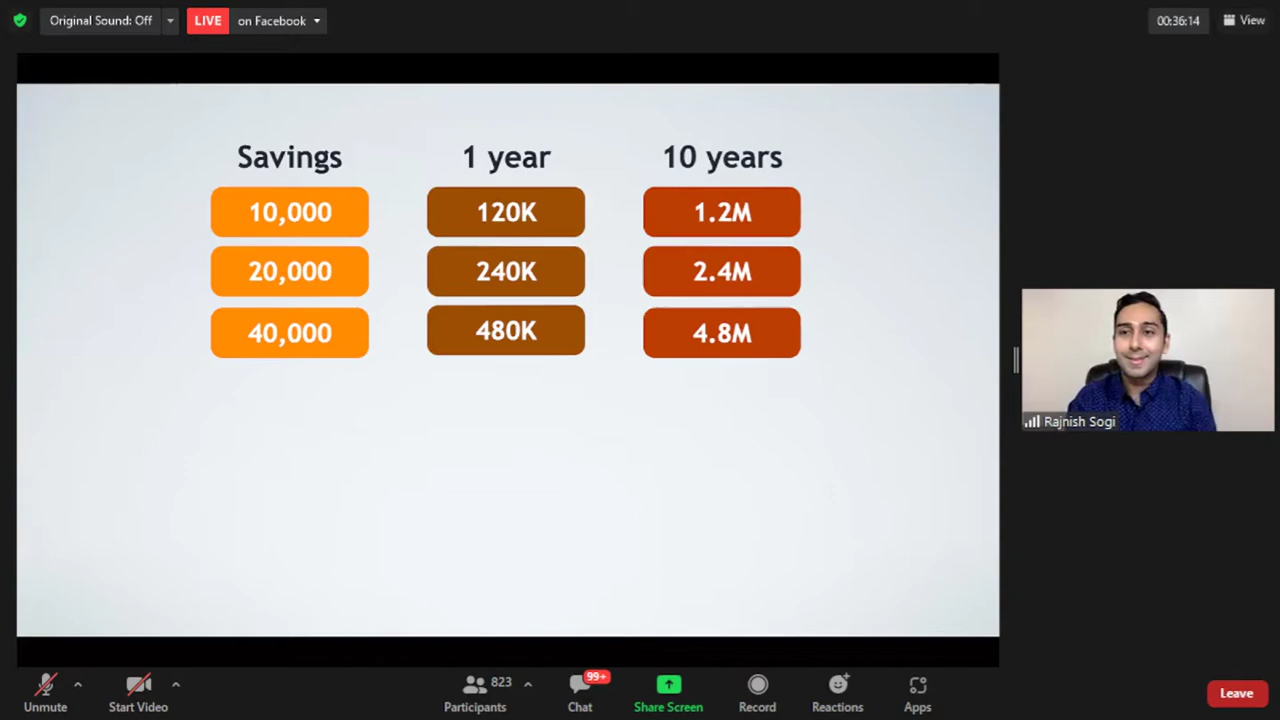 Original Sound: Off
LIVE on Facebook
00:36:14
View
Savings 1 year 10 years
10,000 120K 1.2M
20,000 240K 2.4M
40,000 480K 4.8M
Rajnish Sogi
Unmute
Start Video
823
Participants
99+
Chat
Share Screen
Record
Reactions
Apps
Leave